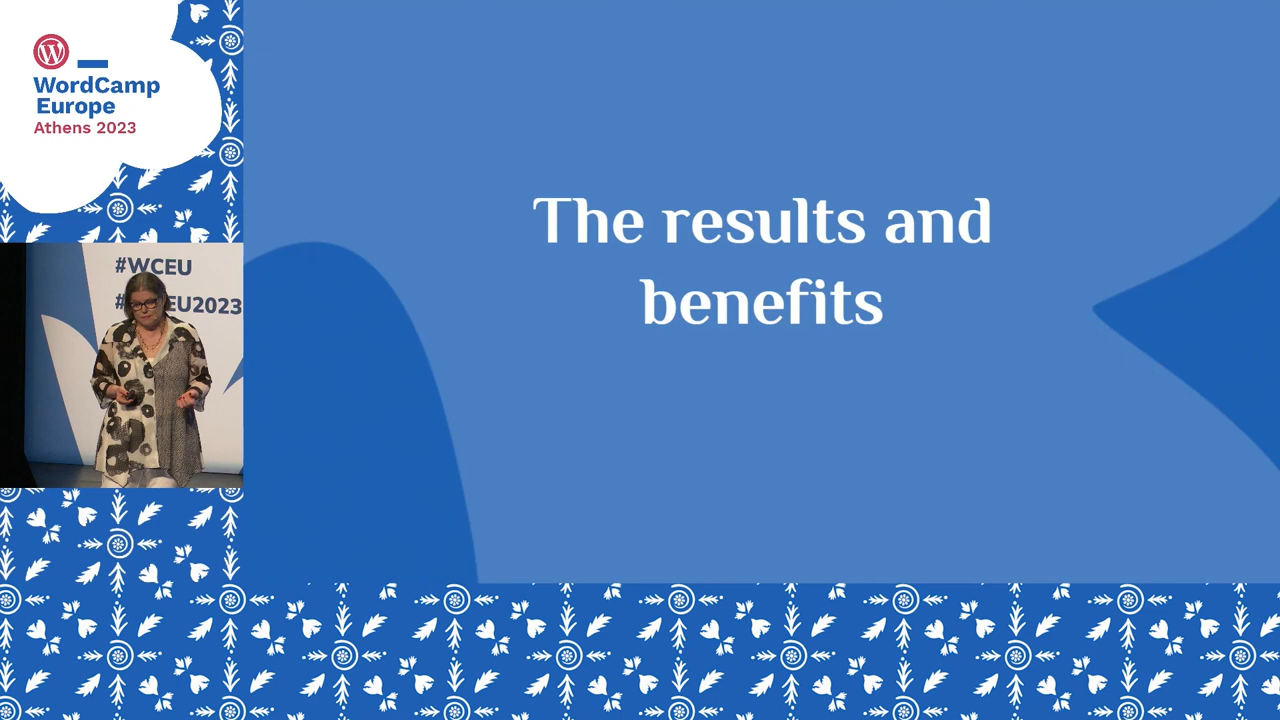 WordCamp
Europe
Athens 2023
#WCEU
EU2023
The results and
benefits